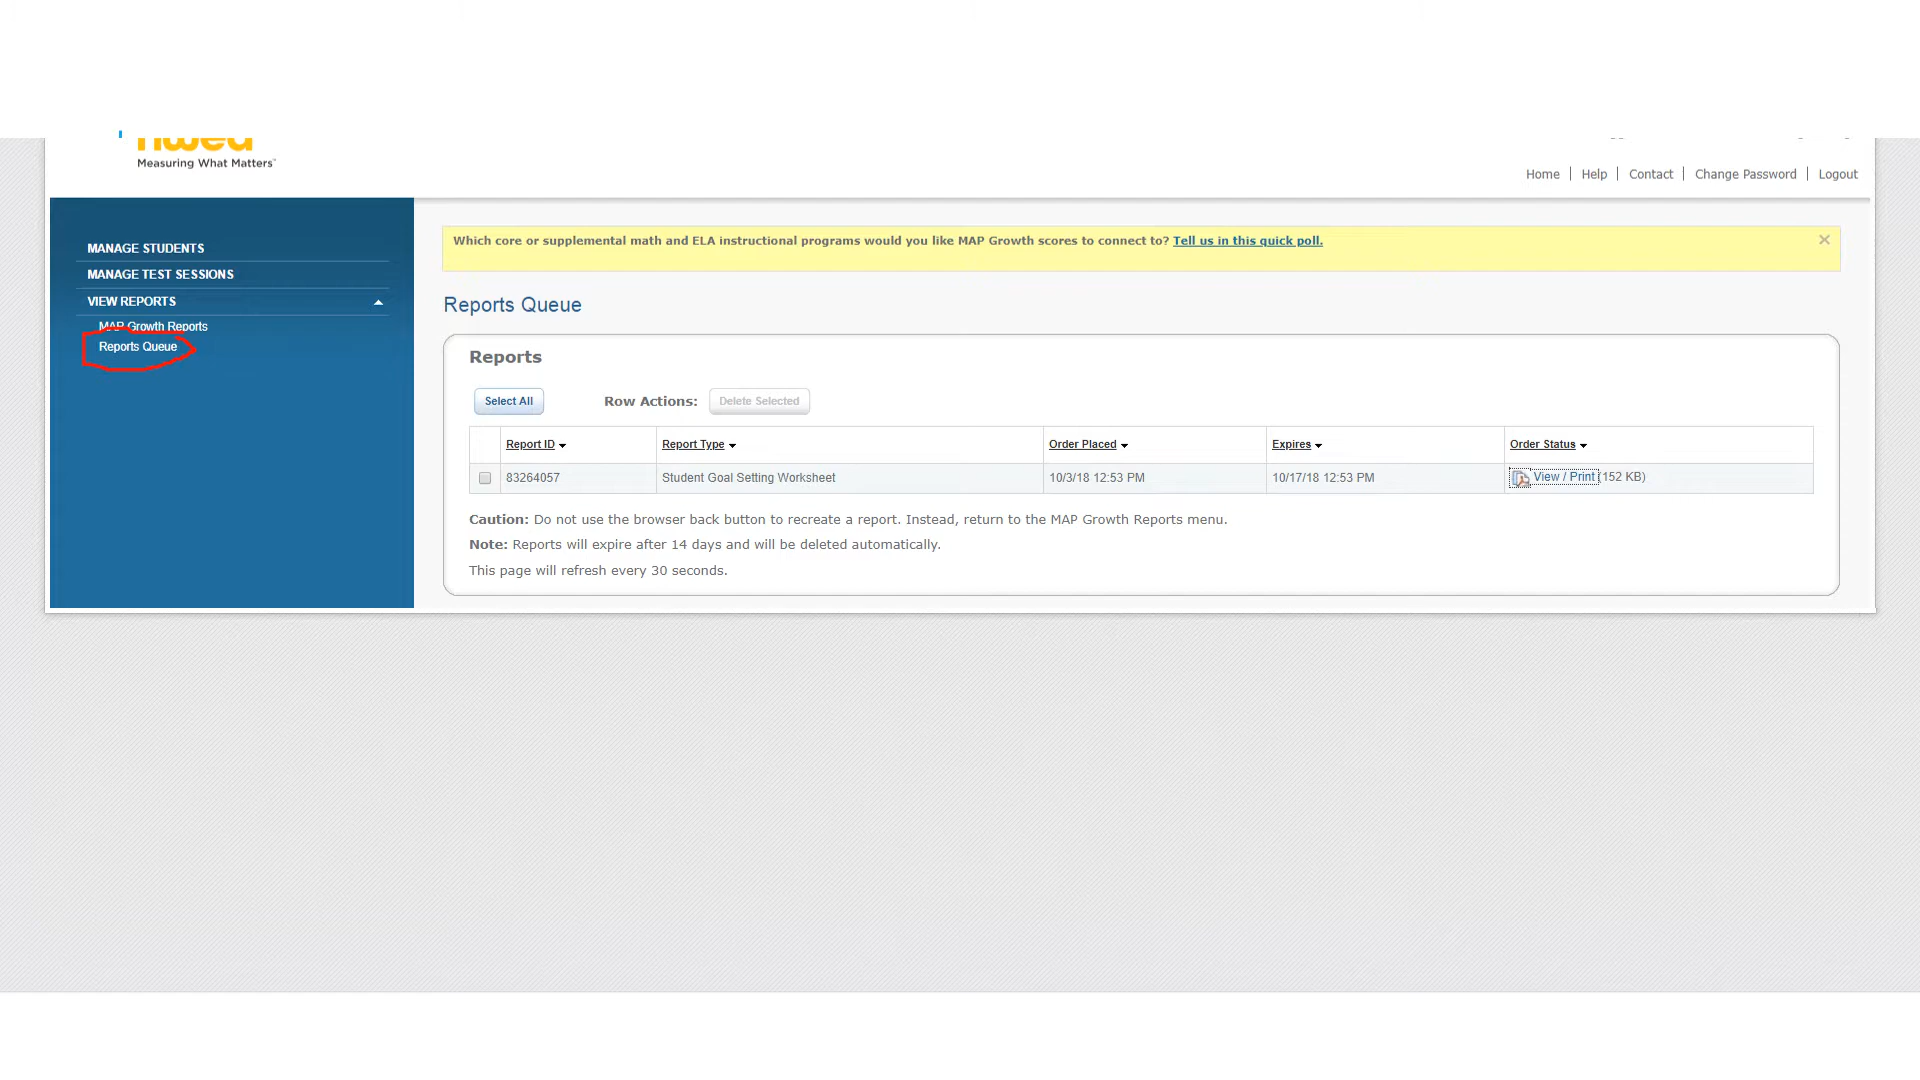 nwea
Measuring What Matters™
Home | Help | Contact | Change Password | Logout
MANAGE STUDENTS
MANAGE TEST SESSIONS
VIEW REPORTS
MAP Growth Reports
Reports Queue
Which core or supplemental math and ELA instructional programs would you like MAP Growth scores to connect to? Tell us in this quick poll.
Reports Queue
Reports
Select All Row Actions: Delete Selected
Report ID Report Type Order Placed Expires Order Status
83264057 Student Goal Setting Worksheet 10/3/18 12:53 PM 10/17/18 12:53 PM View / Print (152 KB)
Caution: Do not use the browser back button to recreate a report. Instead, return to the MAP Growth Reports menu.
Note: Reports will expire after 14 days and will be deleted automatically.
This page will refresh every 30 seconds.